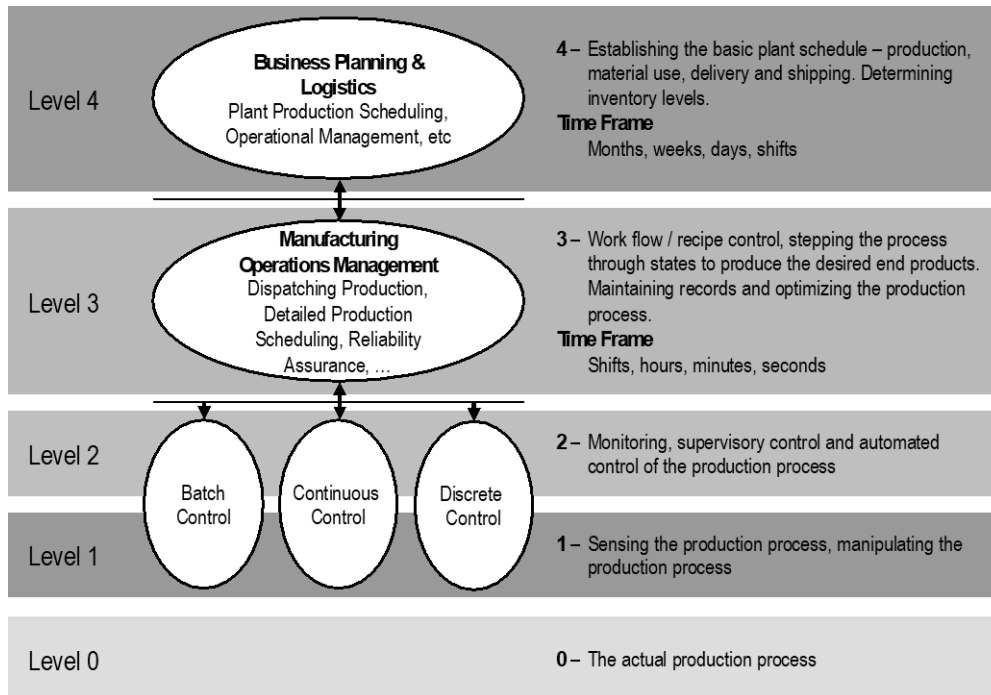 Level 4
Business Planning &
Logistics
Plant Production Scheduling,
Operational Management, etc
4 – Establishing the basic plant schedule – production,
material use, delivery and shipping. Determining
inventory levels.
Time Frame
Months, weeks, days, shifts
Level 3
Manufacturing
Operations Management
Dispatching Production,
Detailed Production
Scheduling, Reliability
Assurance, ...
3 – Work flow / recipe control, stepping the process
through states to produce the desired end products.
Maintaining records and optimizing the production
process.
Time Frame
Shifts, hours, minutes, seconds
Level 2
Batch
Control
Continuous
Control
Discrete
Control
2 – Monitoring, supervisory control and automated
control of the production process
Level 1
1 – Sensing the production process, manipulating the
production process
Level 0
0 – The actual production process